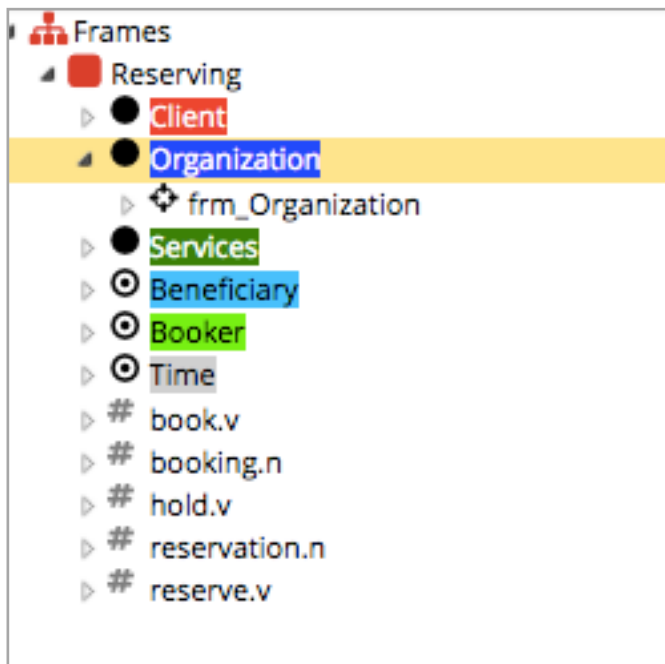 Frames
Reserving
Client
Organization
frm_Organization
Services
Beneficiary
Booker
Time
# book.v
# booking.n
# hold.v
# reservation.n
# reserve.v